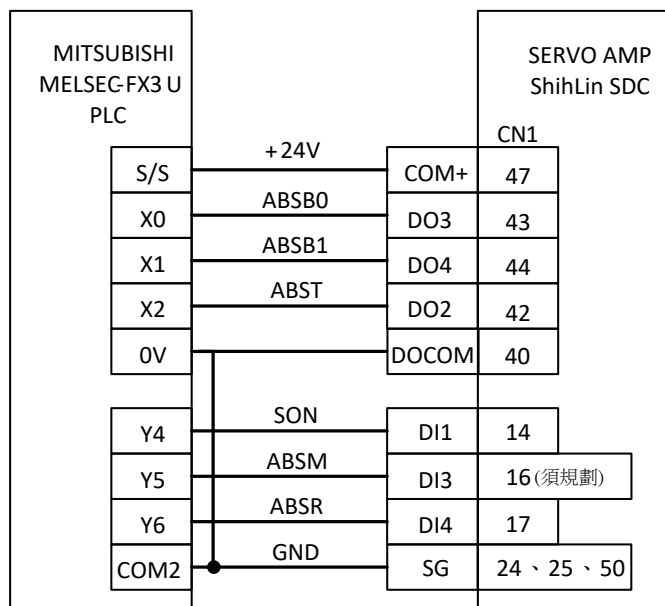 MITSUBISHI
MELSEC-FX3 U
PLC
SERVO AMP
ShihLin SDC
CN1
S/S +24V COM+ 47
X0 ABSB0 DO3 43
X1 ABSB1 DO4 44
X2 ABST DO2 42
0V DOCOM 40
Y4 SON DI1 14
Y5 ABSM DI3 16(須規劃)
Y6 ABSR DI4 17
COM2 GND SG 24、25、50